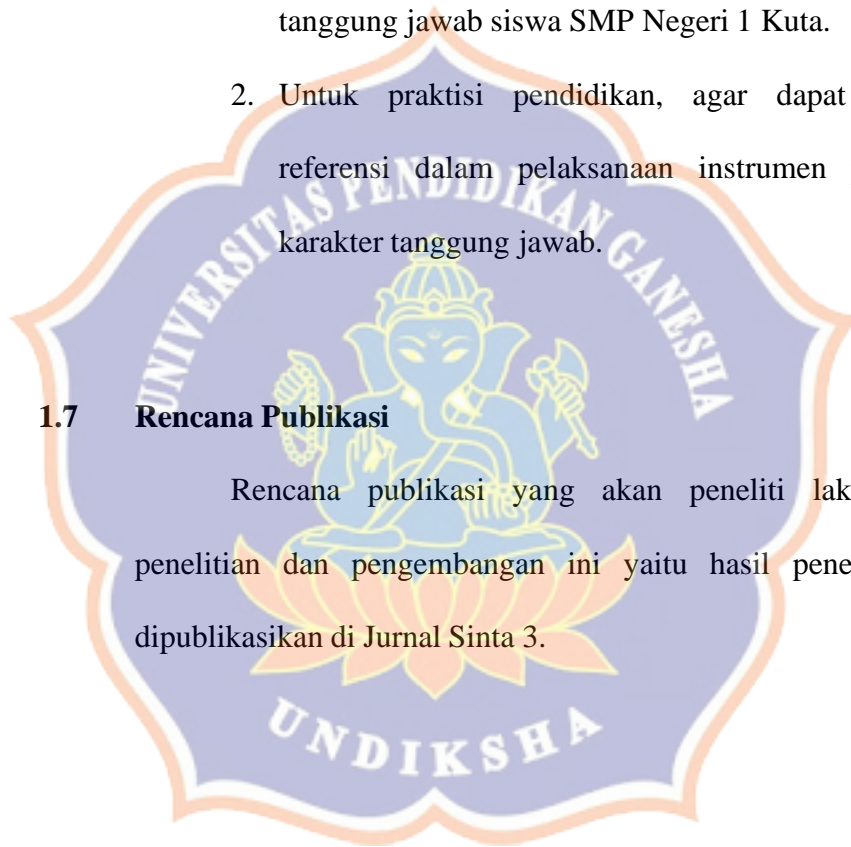 tanggung jawab siswa SMP Negeri 1 Kuta.
2. Untuk praktisi pendidikan, agar dapat
referensi dalam pelaksanaan instrumen
karakter tanggung jawab.
UNIVERSITAS PENDIDIKAN GANESHA
1.7 Rencana Publikasi
Rencana publikasi yang akan peneliti lak
penelitian dan pengembangan ini yaitu hasil pene
dipublikasikan di Jurnal Sinta 3.
UNDIKSHA